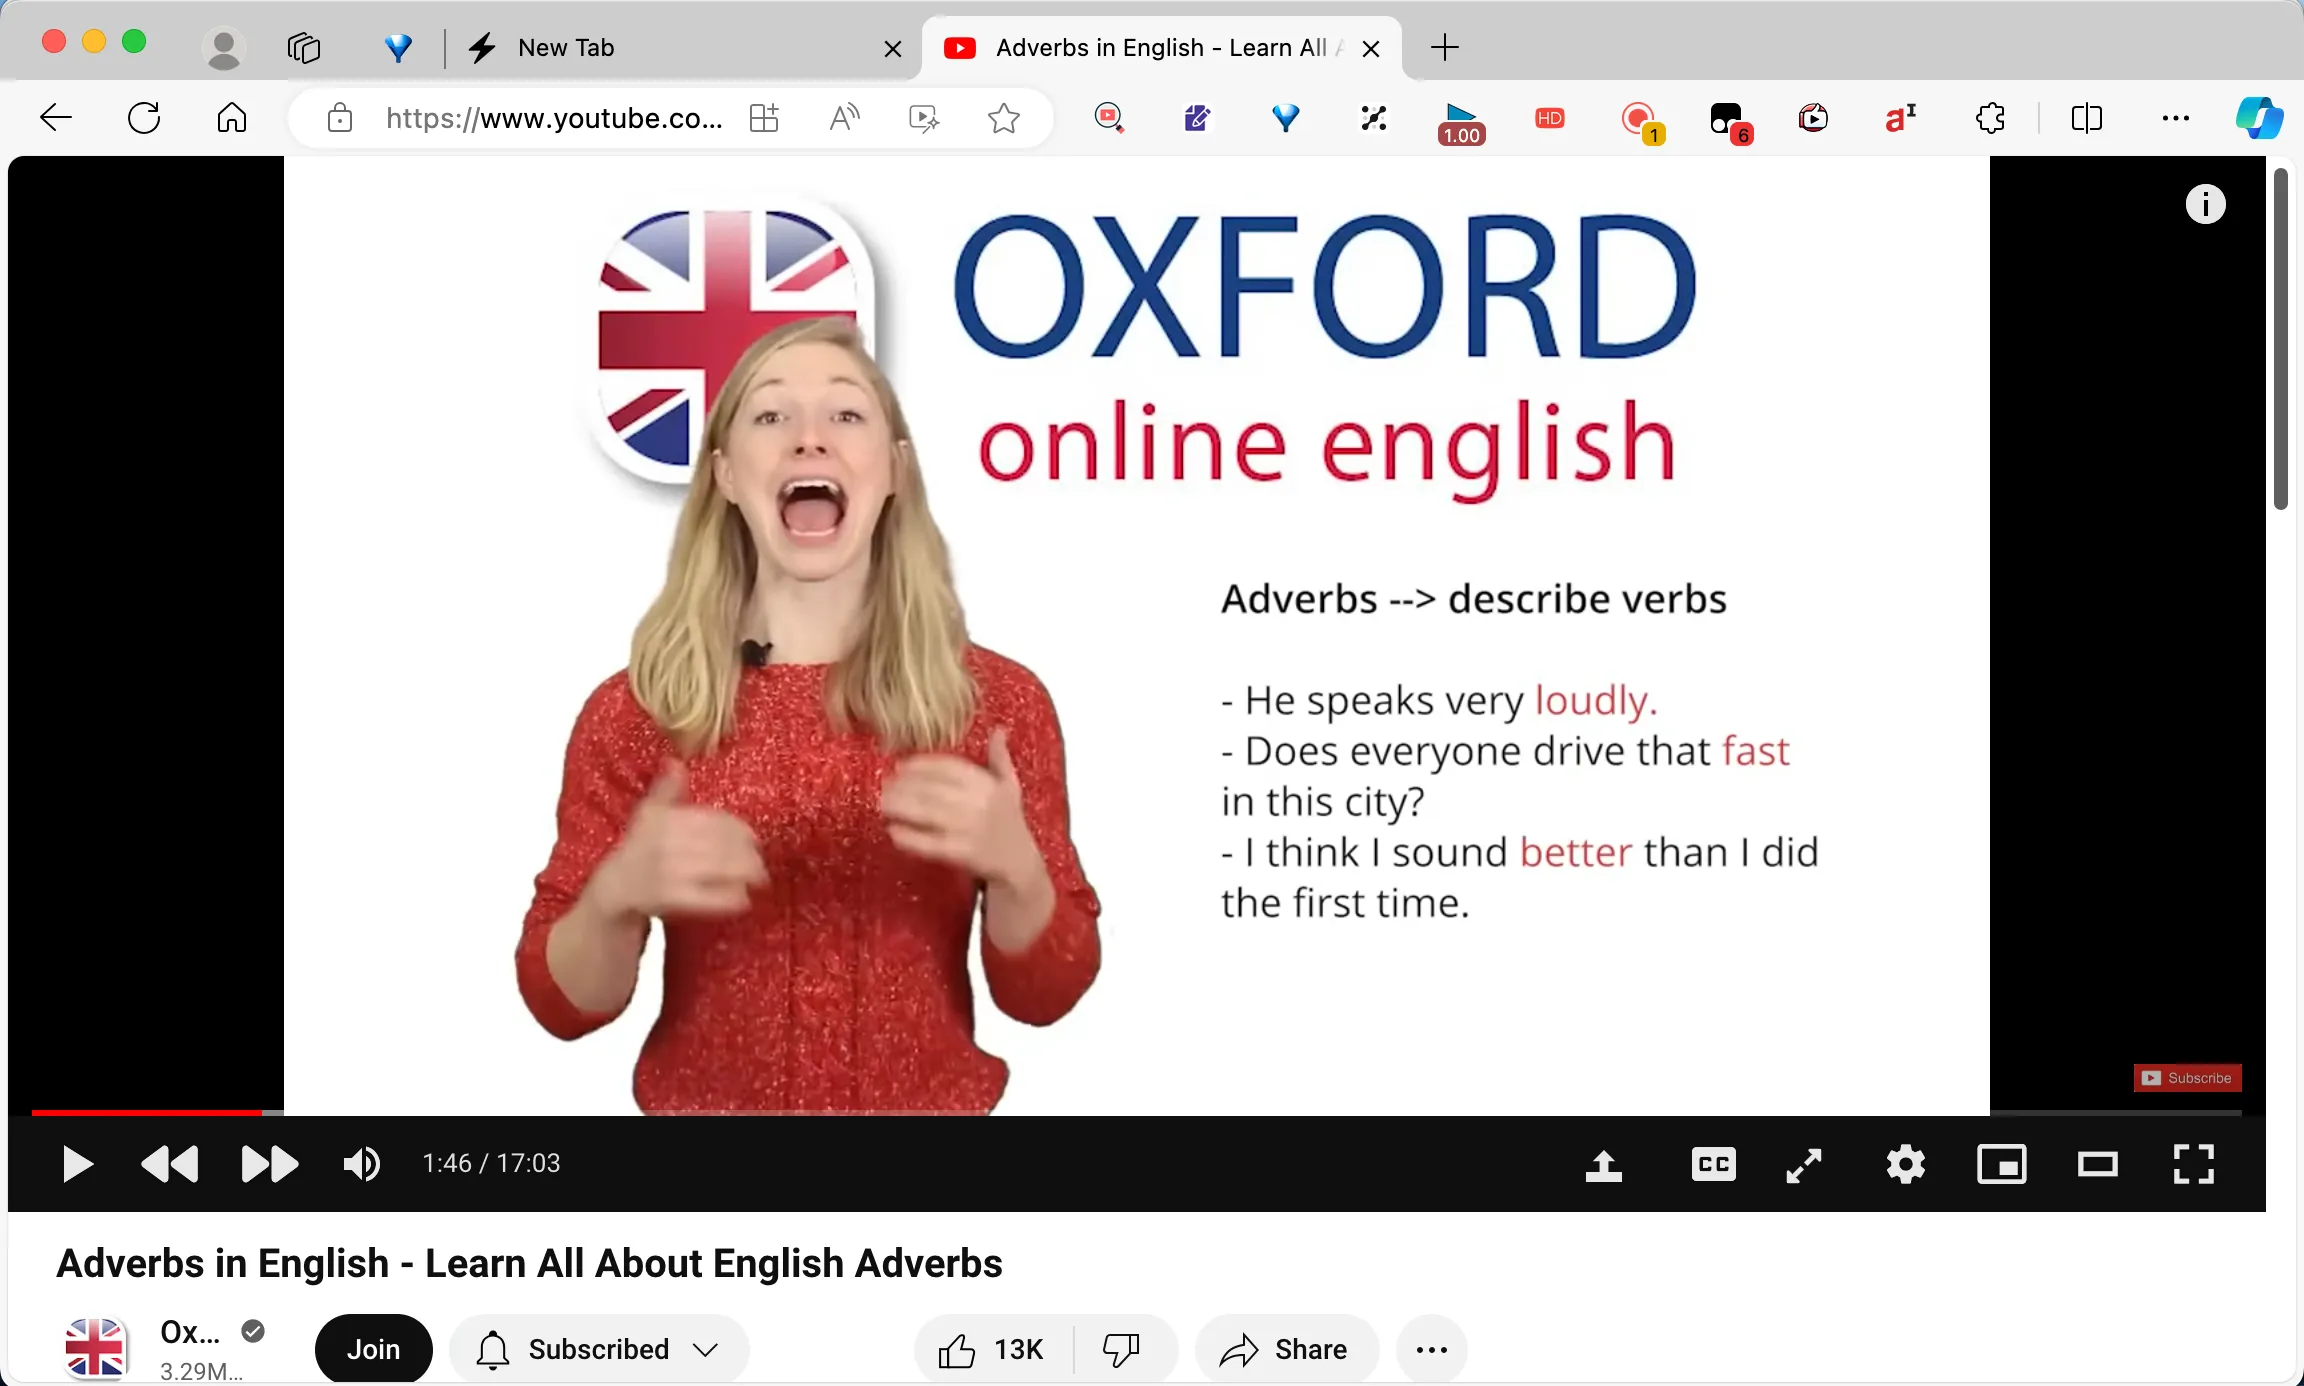 New Tab
Adverbs in English - Learn All
https://www.youtube.co...
1.00
HD
1
6
OXFORD
online english
Adverbs --> describe verbs
- He speaks very loudly.
- Does everyone drive that fast
in this city?
- I think I sound better than I did
the first time.
Subscribe
1:46 / 17:03
CC
Adverbs in English - Learn All About English Adverbs
Ox...
3.29M...
Join
Subscribed
13K
Share